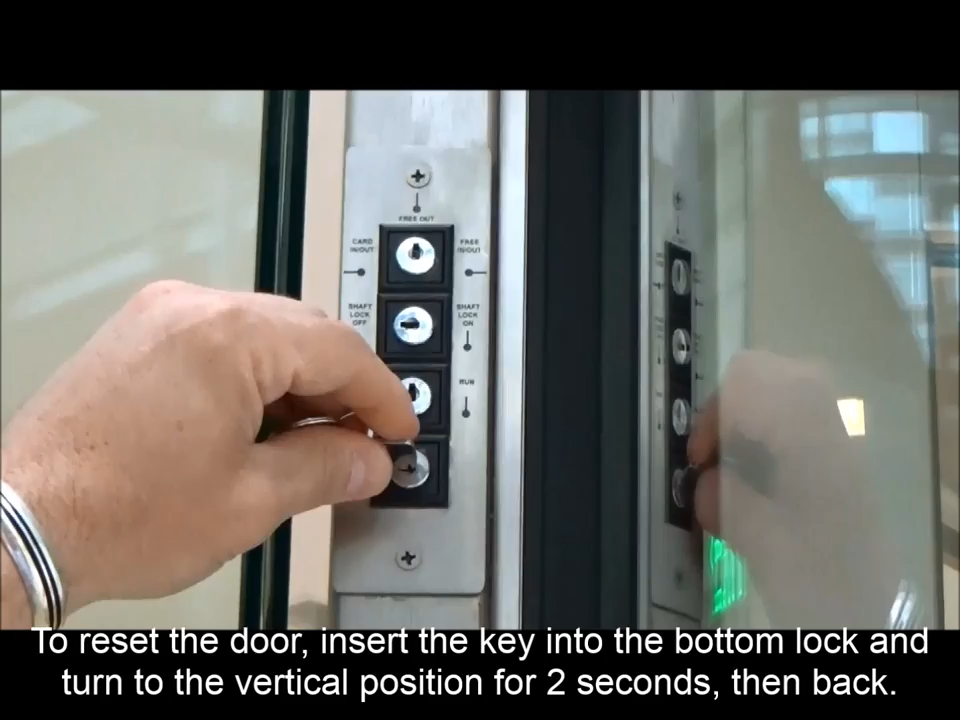 FREE OUT
CARD
IN/OUT
FREE
IN/OUT
SHAFT
LOCK
OFF
SHAFT
LOCK
ON
RUN
To reset the door, insert the key into the bottom lock and
turn to the vertical position for 2 seconds, then back.